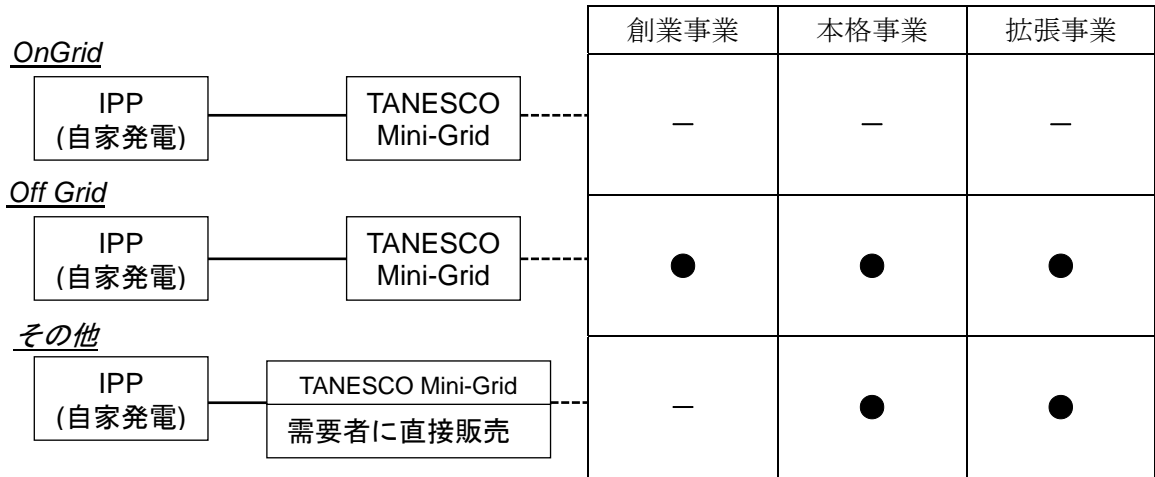 創業事業 本格事業 拡張事業
OnGrid
IPP
(自家発電)
TANESCO
Mini-Grid
－ － －
Off Grid
IPP
(自家発電)
TANESCO
Mini-Grid
● ● ●
その他
IPP
(自家発電)
TANESCO Mini-Grid
需要者に直接販売
－ ● ●